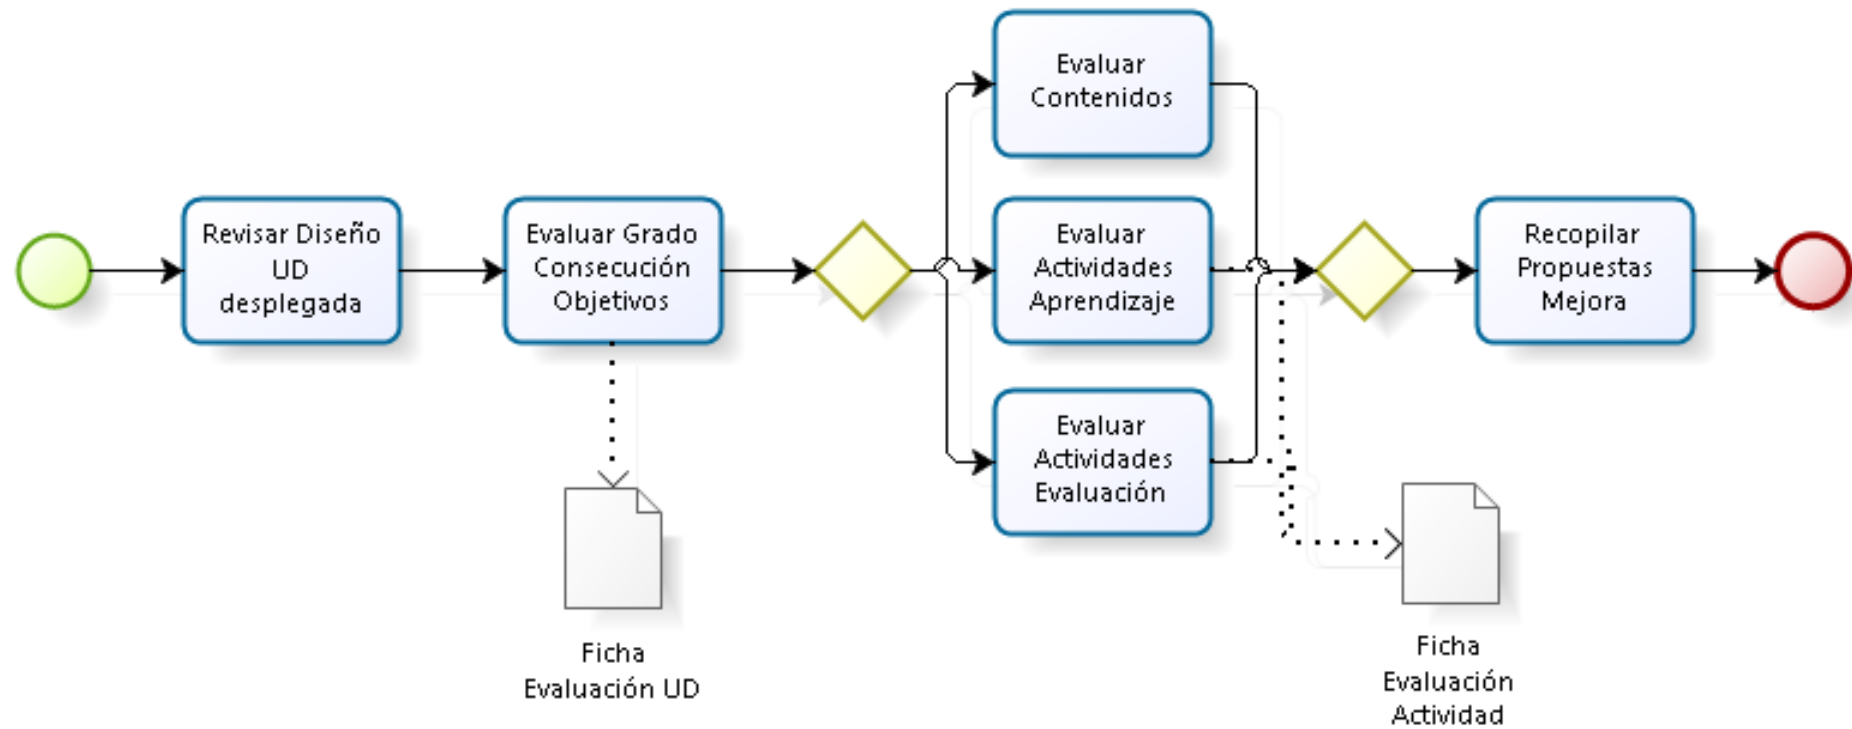 Revisar Diseño
UD
desplegada
Evaluar Grado
Consecución
Objetivos
Evaluar
Contenidos
Evaluar
Actividades
Aprendizaje
Evaluar
Actividades
Evaluación
Recopilar
Propuestas
Mejora
Ficha
Evaluación UD
Ficha
Evaluación
Actividad